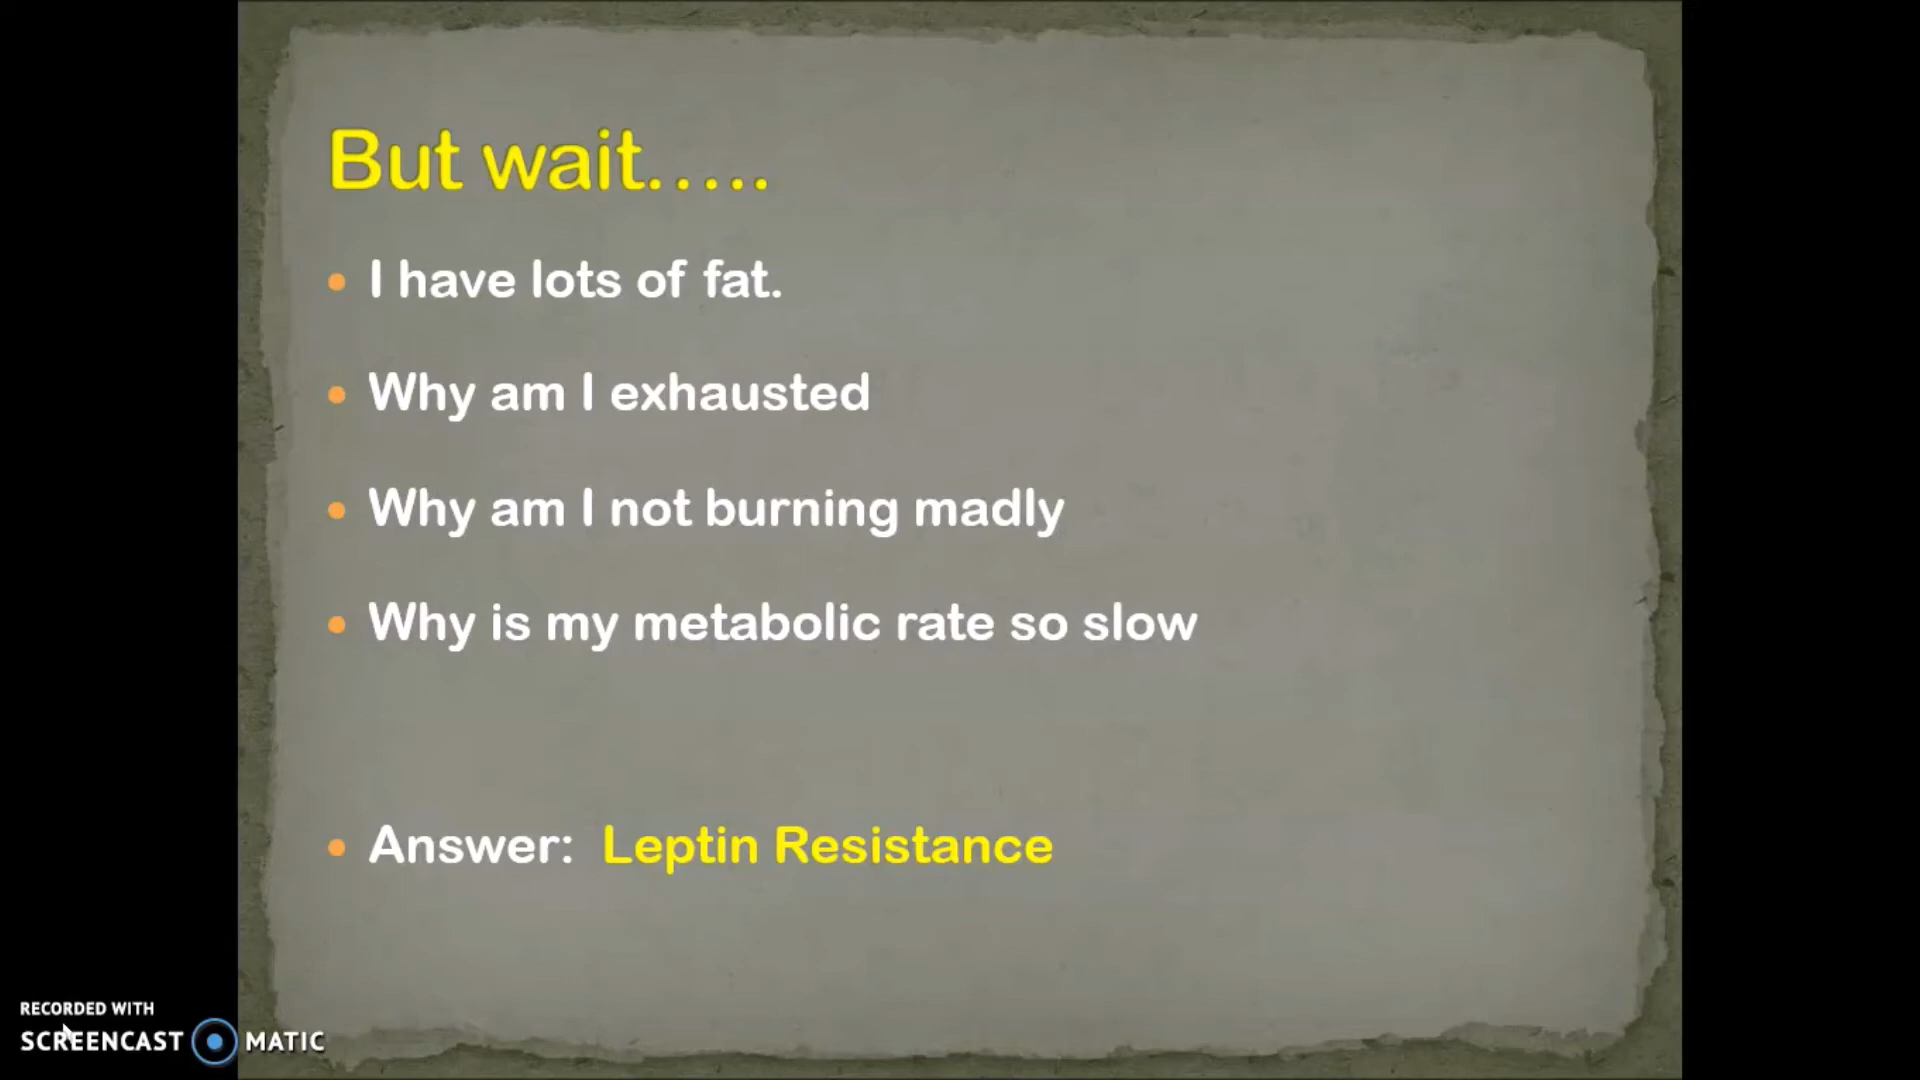 But wait.....
• I have lots of fat.
• Why am I exhausted
• Why am I not burning madly
• Why is my metabolic rate so slow
• Answer: Leptin Resistance
RECORDED WITH
SCREENCAST MATIC